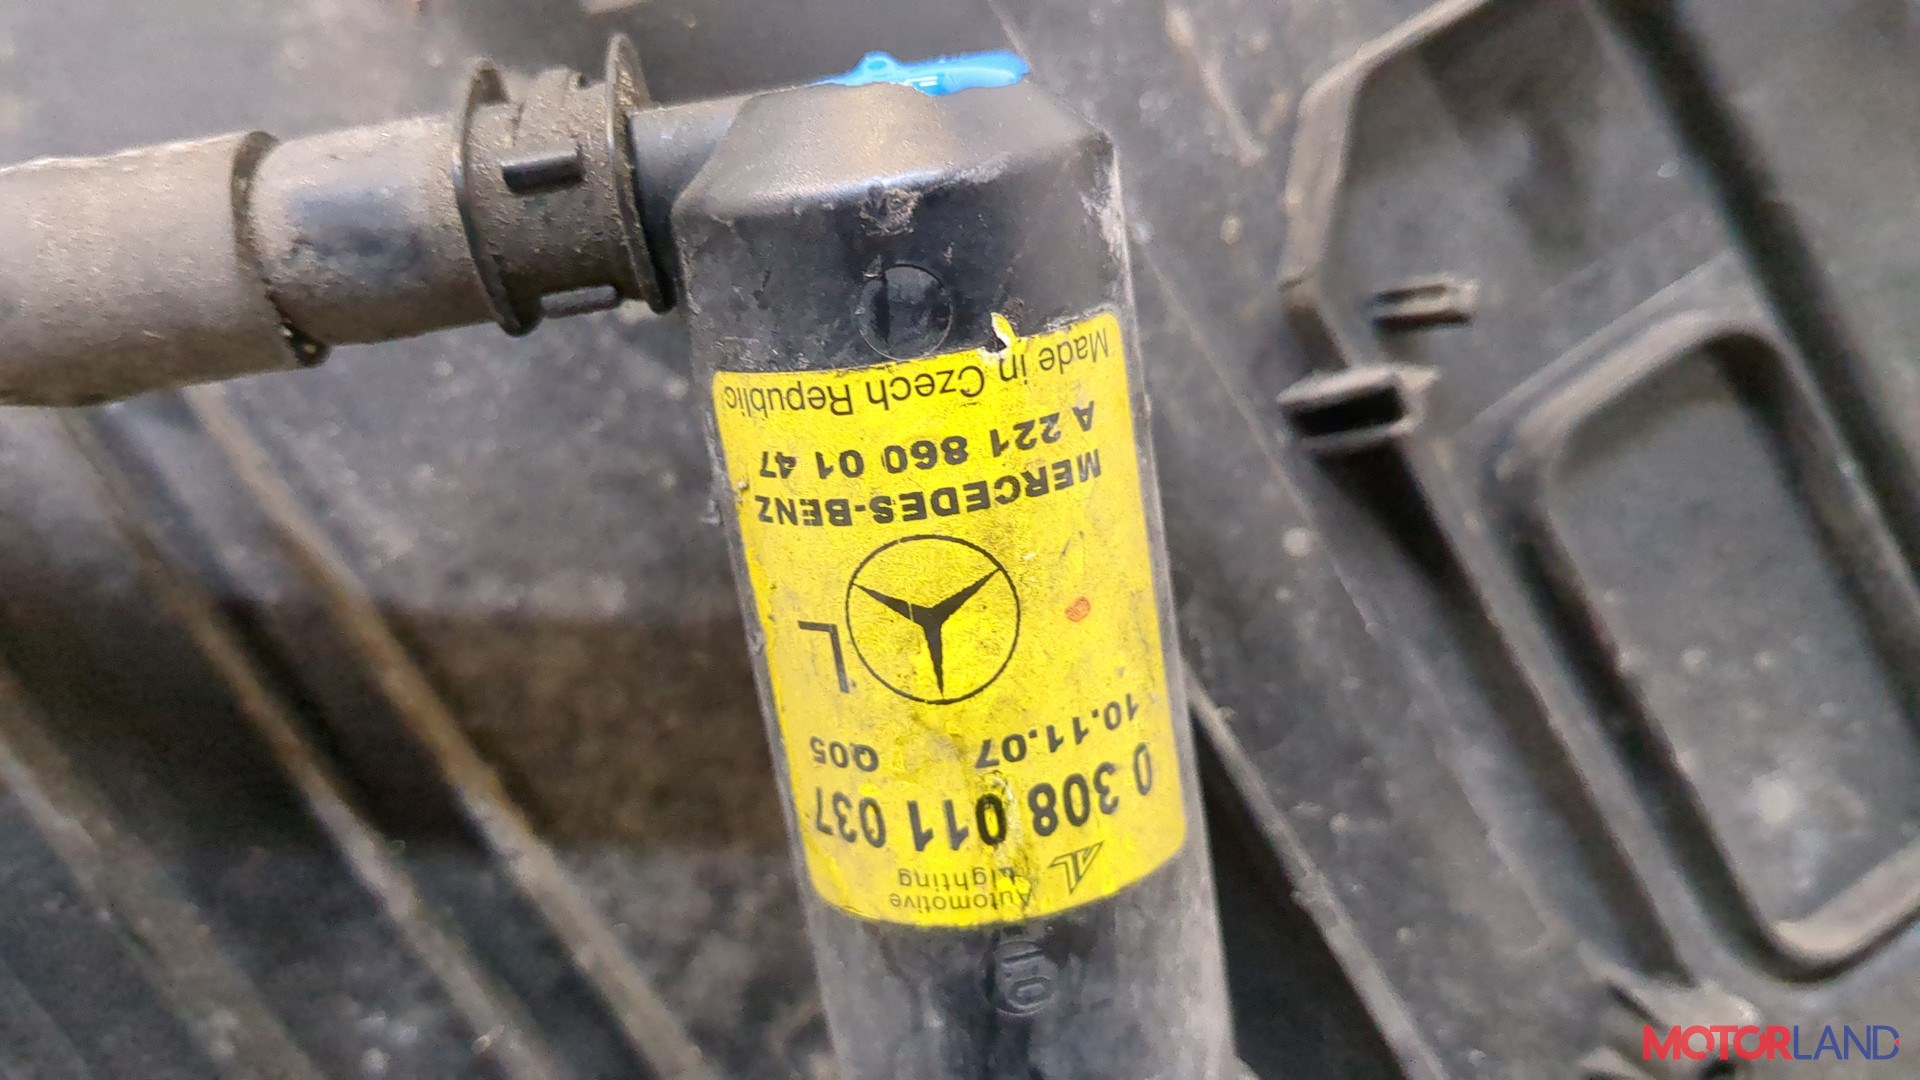 Automotive
Lighting
AL
0 308 011 037
10.11.07 Q05
L
MERCEDES-BENZ
A 221 860 01 47
Made in Czech Republic
MOTORLAND